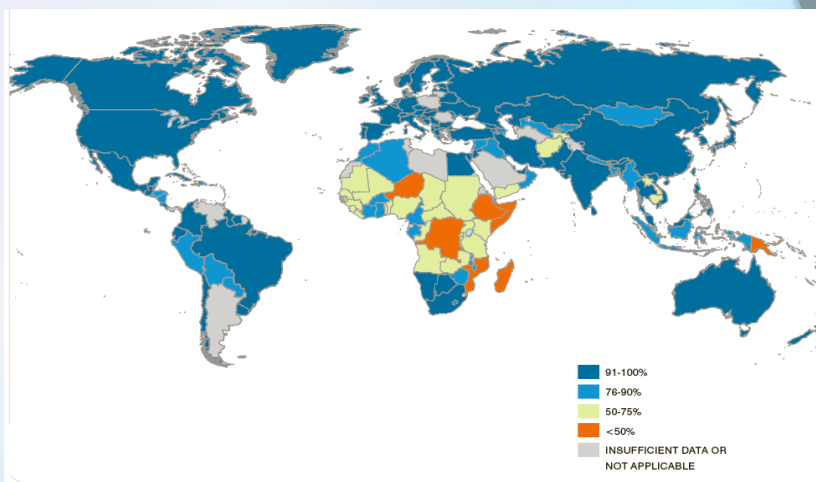 91-100%
76-90%
50-75%
<50%
INSUFFICIENT DATA OR
NOT APPLICABLE